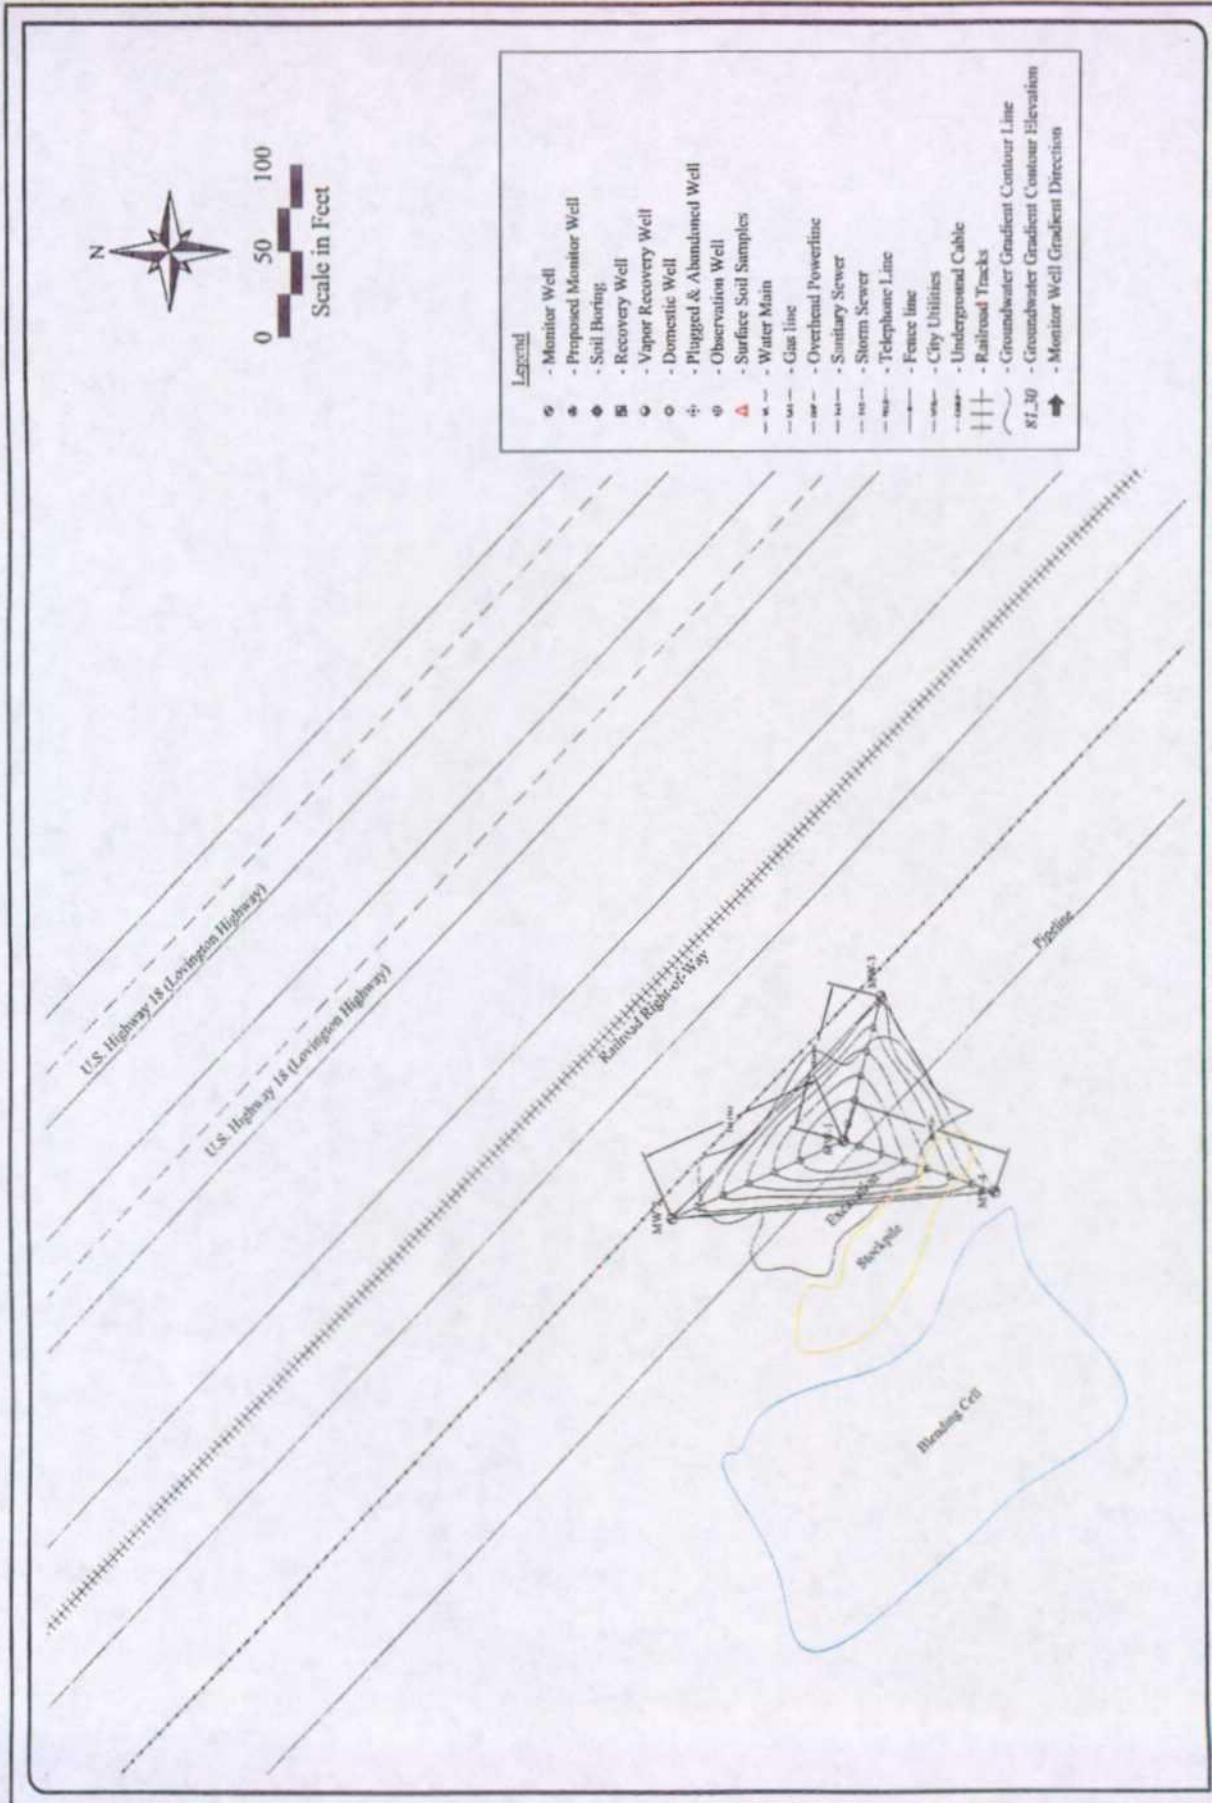 N
0 50 100
Scale in Feet
Legend
- Monitor Well
- Proposed Monitor Well
- Soil Boring
- Recovery Well
- Vapor Recovery Well
- Domestic Well
- Plugged & Abandoned Well
- Observation Well
- Surface Soil Samples
- Water Main
- Gas line
- Overhead Powerline
- Sanitary Sewer
- Storm Sewer
- Telephone Line
- Fence line
- City Utilities
- Underground Cable
- Railroad Tracks
- Groundwater Gradient Contour Line
81.30 - Groundwater Gradient Contour Elevation
- Monitor Well Gradient Direction
U.S. Highway 18 (Lovington Highway)
U.S. Highway 18 (Lovington Highway)
Railroad Right-of-Way
Pipeline
MW-3
Stockpile
Blending Cell